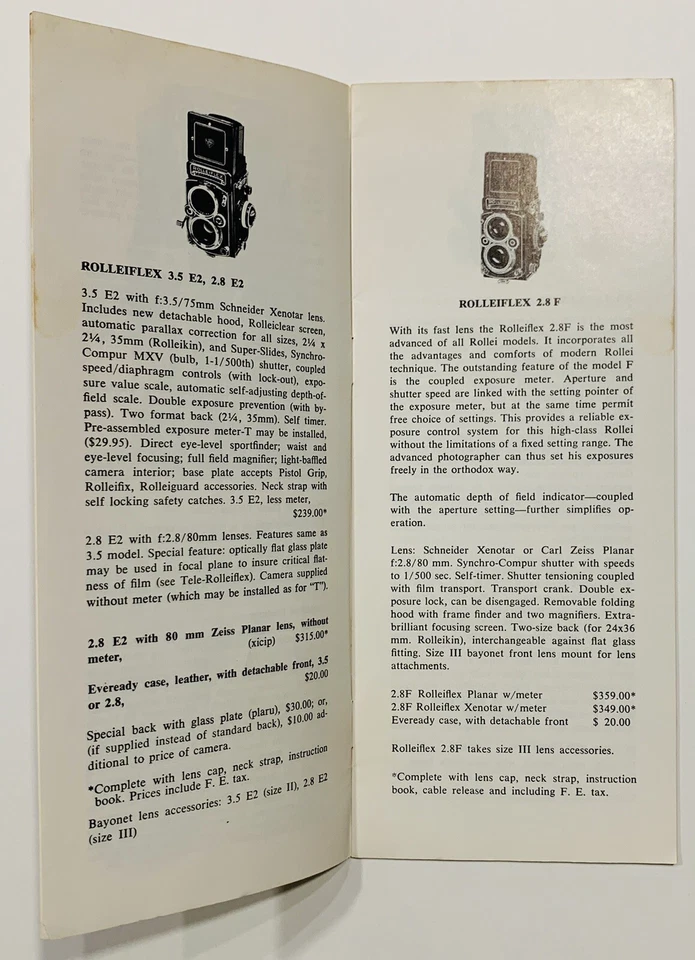 ROLLEIFLEX 3.5 E2, 2.8 E2
3.5 E2 with f:3.5/75mm Schneider Xenotar lens.
Includes new detachable hood, Rolleiclear screen,
automatic parallax correction for all sizes, 2¼ x
2¼, 35mm (Rolleikin), and Super-Slides, Synchro-
Compur MXV (bulb, 1-1/500th) shutter, coupled
speed/diaphragm controls (with lock-out), expo-
sure value scale, automatic self-adjusting depth-of-
field scale. Double exposure prevention (with by-
pass). Two format back (2¼, 35mm). Self timer.
Pre-assembled exposure meter-T may be installed,
($29.95). Direct eye-level sportfinder; waist and
eye-level focusing; full field magnifier; light-baffled
camera interior; base plate accepts Pistol Grip,
Rolleifix, Rolleiguard accessories. Neck strap with
self locking safety catches. 3.5 E2, less meter,
$239.00*
2.8 E2 with f:2.8/80mm lenses. Features same as
3.5 model. Special feature: optically flat glass plate
may be used in focal plane to insure critical flat-
ness of film (see Tele-Rolleiflex). Camera supplied
without meter (which may be installed as for "T").
2.8 E2 with 80 mm Zeiss Planar lens, without
meter, (xicip) $315.00*
Eveready case, leather, with detachable front, 3.5
or 2.8, $20.00
Special back with glass plate (plaru), $30.00; or,
(if supplied instead of standard back), $10.00 ad-
ditional to price of camera.
*Complete with lens cap, neck strap, instruction
book. Prices include F. E. tax.
Bayonet lens accessories: 3.5 E2 (size II), 2.8 E2
(size III)
ROLLEIFLEX 2.8 F
With its fast lens the Rolleiflex 2.8F is the most
advanced of all Rollei models. It incorporates all
the advantages and comforts of modern Rollei
technique. The outstanding feature of the model F
is the coupled exposure meter. Aperture and
shutter speed are linked with the setting pointer of
the exposure meter, but at the same time permit
free choice of settings. This provides a reliable ex-
posure control system for this high-class Rollei
without the limitations of a fixed setting range. The
advanced photographer can thus set his exposures
freely in the orthodox way.
The automatic depth of field indicator—coupled
with the aperture setting—further simplifies op-
eration.
Lens: Schneider Xenotar or Carl Zeiss Planar
f:2.8/80 mm. Synchro-Compur shutter with speeds
to 1/500 sec. Self-timer. Shutter tensioning coupled
with film transport. Transport crank. Double ex-
posure lock, can be disengaged. Removable folding
hood with frame finder and two magnifiers. Extra-
brilliant focusing screen. Two-size back (for 24x36
mm. Rolleikin), interchangeable against flat glass
fitting. Size III bayonet front lens mount for lens
attachments.
2.8F Rolleiflex Planar w/meter $359.00*
2.8F Rolleiflex Xenotar w/meter $349.00*
Eveready case, with detachable front $ 20.00
Rolleiflex 2.8F takes size III lens accessories.
*Complete with lens cap, neck strap, instruction
book, cable release and including F. E. tax.